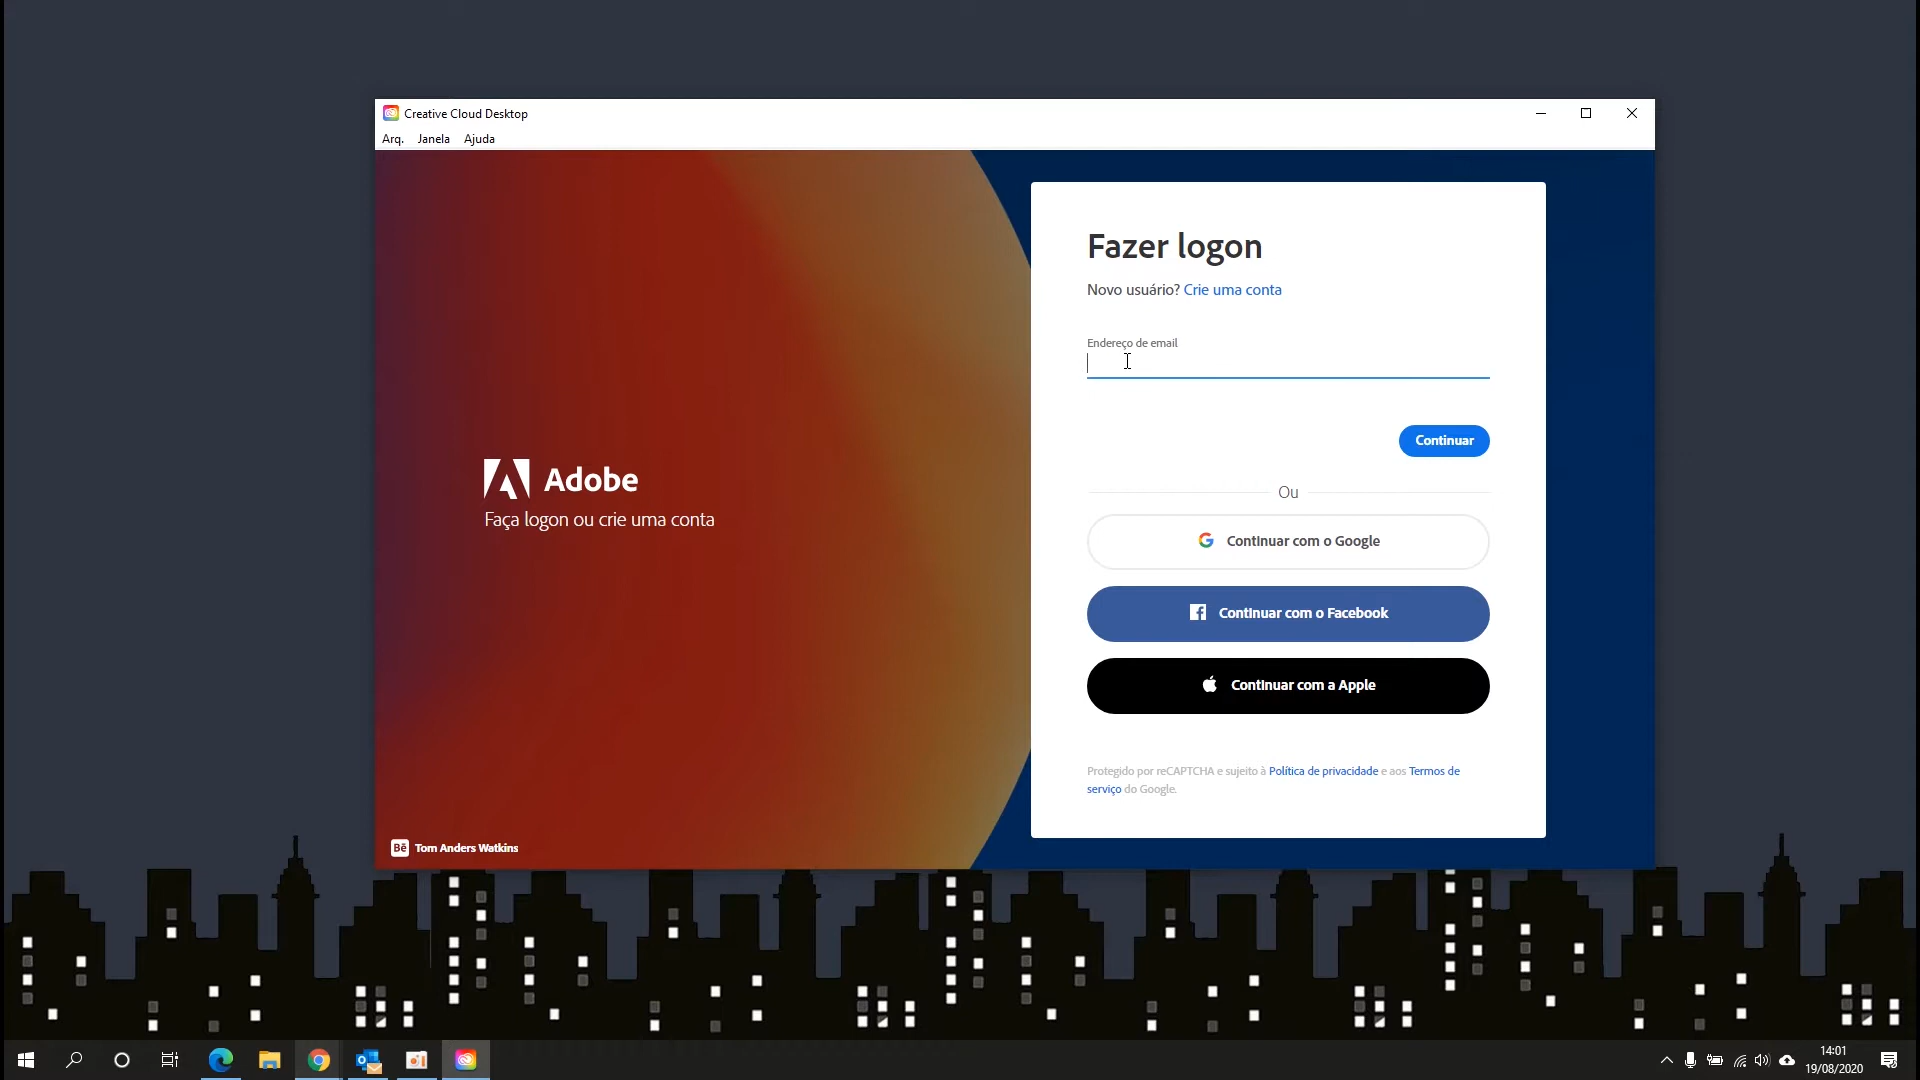 Creative Cloud Desktop
Arq. Janela Ajuda
Fazer logon
Novo usuário? Crie uma conta
Endereço de email
Continuar
Ou
Continuar com o Google
Continuar com o Facebook
Continuar com a Apple
Protegido por reCAPTCHA e sujeito à Política de privacidade e aos Termos de
serviço do Google.
Adobe
Faça logon ou crie uma conta
Bē Tom Anders Watkins
14:01
19/08/2020